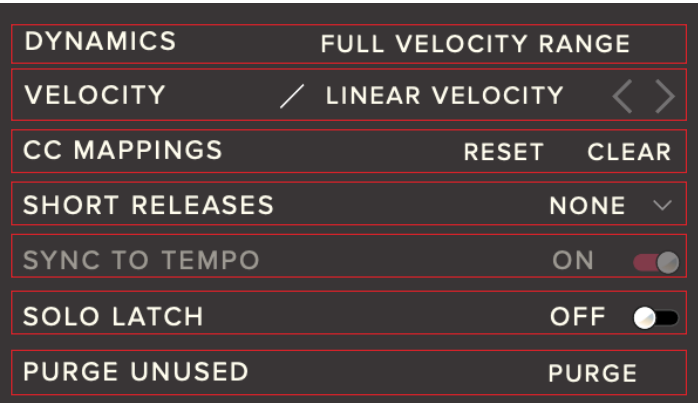 DYNAMICS FULL VELOCITY RANGE
VELOCITY LINEAR VELOCITY
CC MAPPINGS RESET CLEAR
SHORT RELEASES NONE
SYNC TO TEMPO ON
SOLO LATCH OFF
PURGE UNUSED PURGE